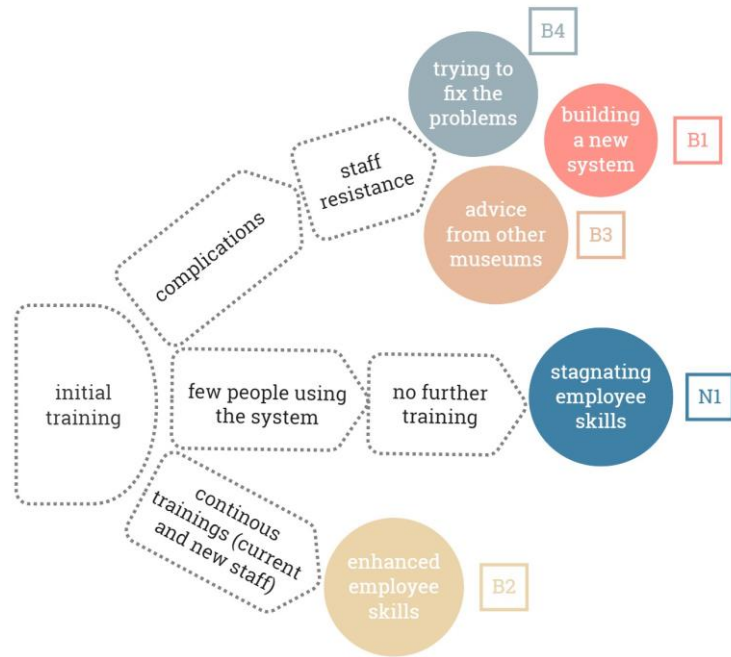 B4
trying to
fix the
problems
building
a new
system
B1
staff
resistance
advice
from other
museums
B3
complications
initial
training
few people using
the system
no further
training
stagnating
employee
skills
N1
continous
trainings (current
and new staff)
enhanced
employee
skills
B2